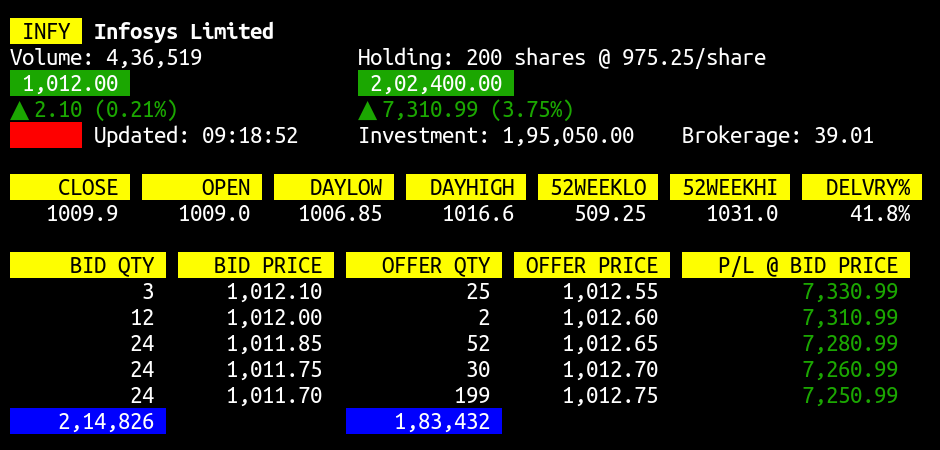 INFY Infosys Limited
Volume: 4,36,519 Holding: 200 shares @ 975.25/share
1,012.00 2,02,400.00
▲ 2.10 (0.21%) ▲ 7,310.99 (3.75%)
Updated: 09:18:52 Investment: 1,95,050.00 Brokerage: 39.01
CLOSE OPEN DAYLOW DAYHIGH 52WEEKLO 52WEEKHI DELVRY%
1009.9 1009.0 1006.85 1016.6 509.25 1031.0 41.8%
BID QTY BID PRICE OFFER QTY OFFER PRICE P/L @ BID PRICE
3 1,012.10 25 1,012.55 7,330.99
12 1,012.00 2 1,012.60 7,310.99
24 1,011.85 52 1,012.65 7,280.99
24 1,011.75 30 1,012.70 7,260.99
24 1,011.70 199 1,012.75 7,250.99
2,14,826 1,83,432